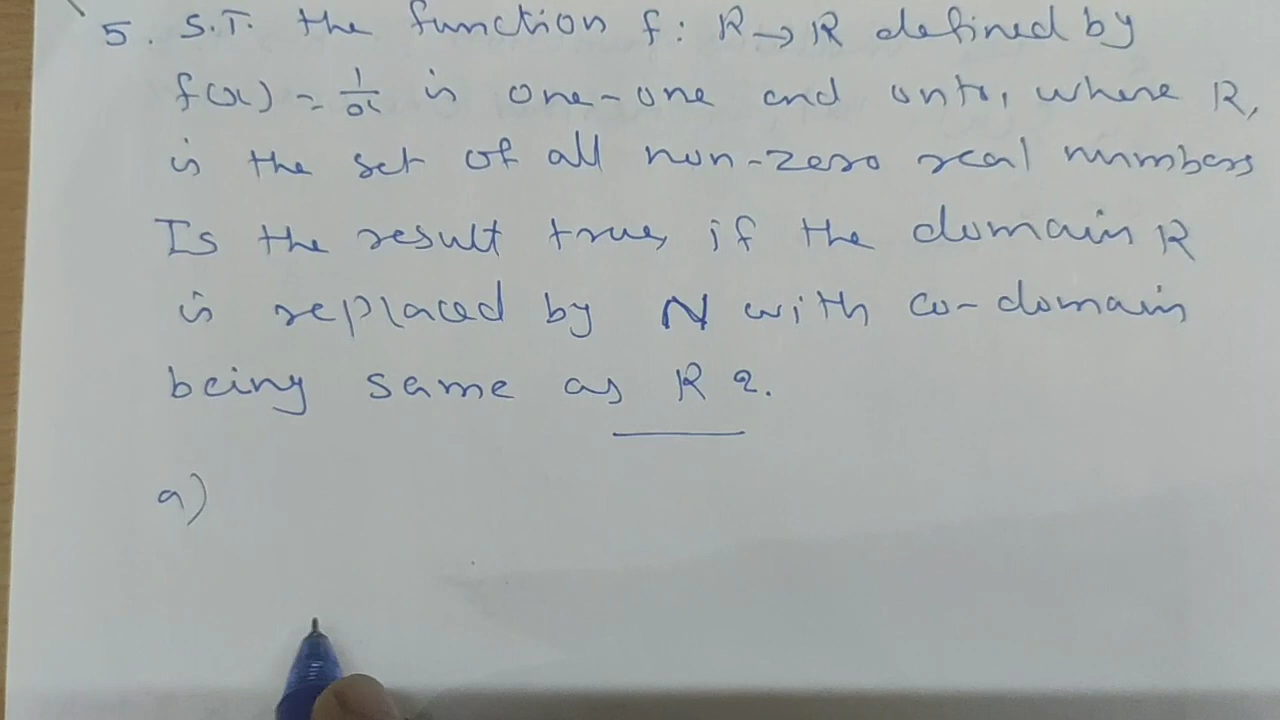 5. S.T. the function f: R→R defined by
f(x) = 1/x is one-one and onto, where R,
is the set of all non-zero real numbers
Is the result true, if the domain R
is replaced by N with co-domain
being same as R ?.
a)